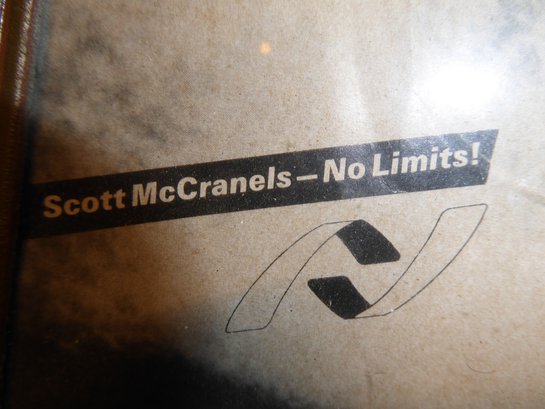 Scott McCranels – No Limits!